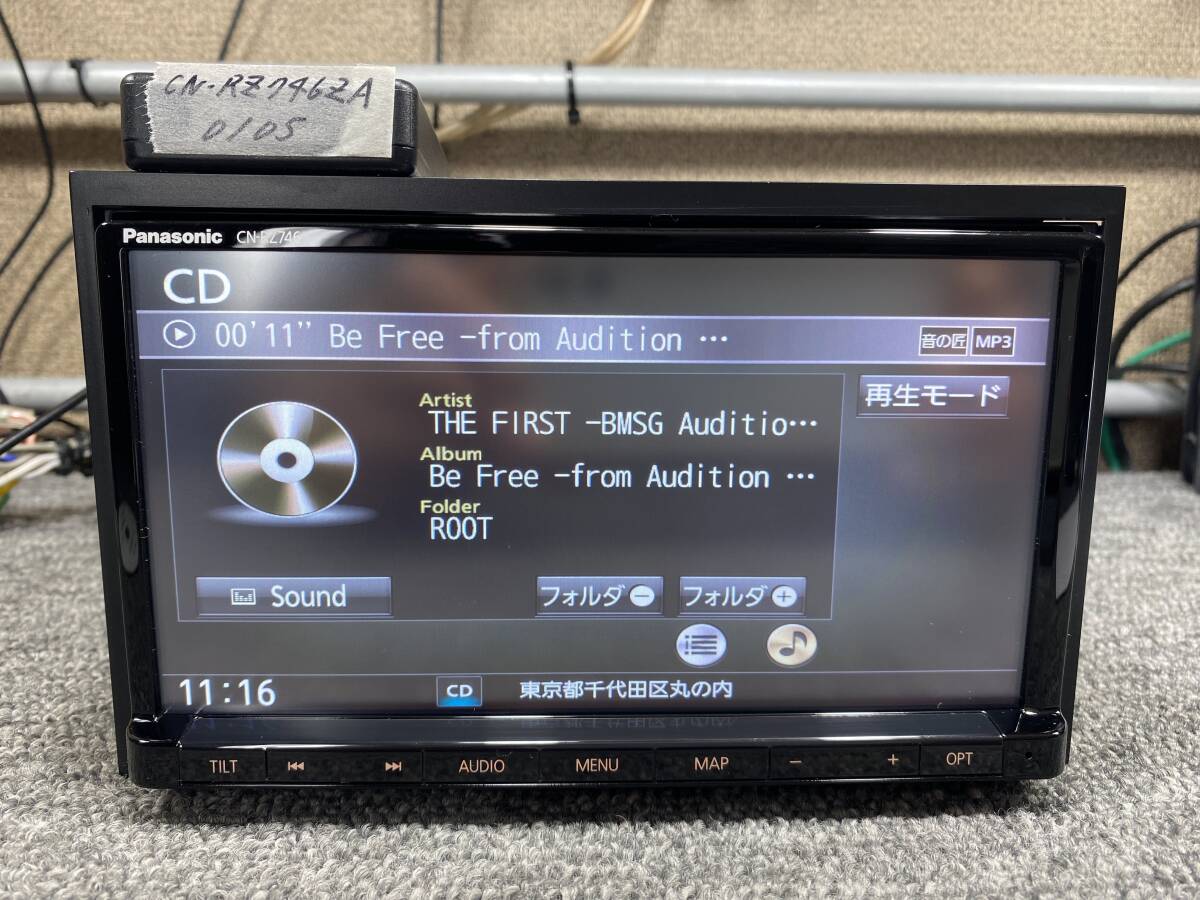 CN-RZ746ZA
0105
Panasonic CN-RZ746
CD
00'11" Be Free -from Audition …
音の匠 MP3
再生モード
Artist
THE FIRST -BMSG Auditio…
Album
Be Free -from Audition …
Folder
ROOT
Sound
フォルダ−
フォルダ+
11:16
CD
東京都千代田区丸の内
TILT
AUDIO
MENU
MAP
− +
OPT